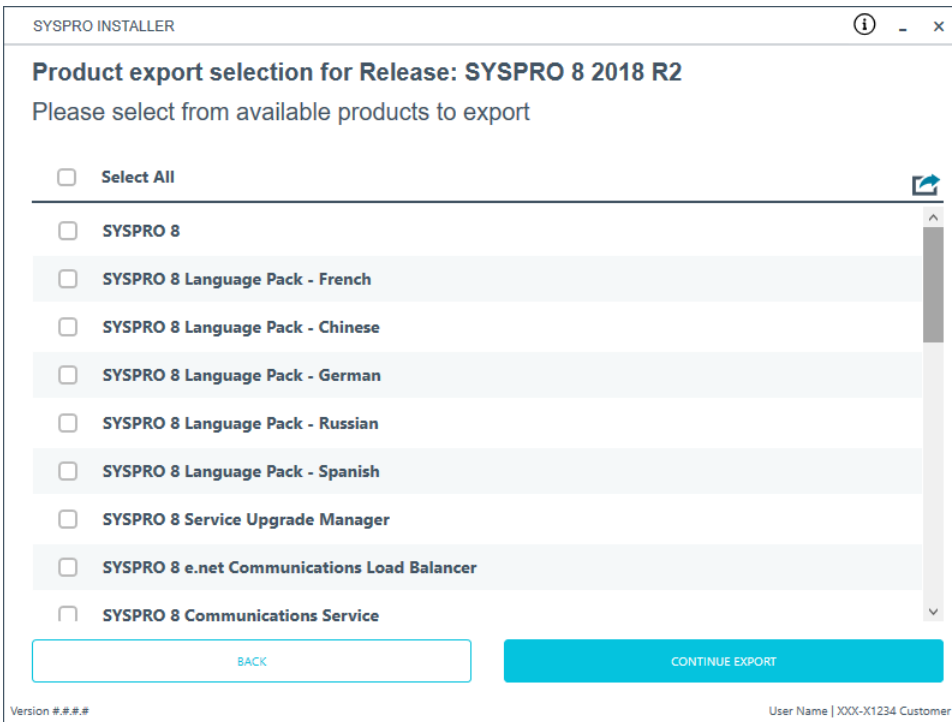 SYSPRO INSTALLER
Product export selection for Release: SYSPRO 8 2018 R2
Please select from available products to export
Select All
SYSPRO 8
SYSPRO 8 Language Pack - French
SYSPRO 8 Language Pack - Chinese
SYSPRO 8 Language Pack - German
SYSPRO 8 Language Pack - Russian
SYSPRO 8 Language Pack - Spanish
SYSPRO 8 Service Upgrade Manager
SYSPRO 8 e.net Communications Load Balancer
SYSPRO 8 Communications Service
BACK
CONTINUE EXPORT
Version #.#.#.#
User Name | XXX-X1234 Customer